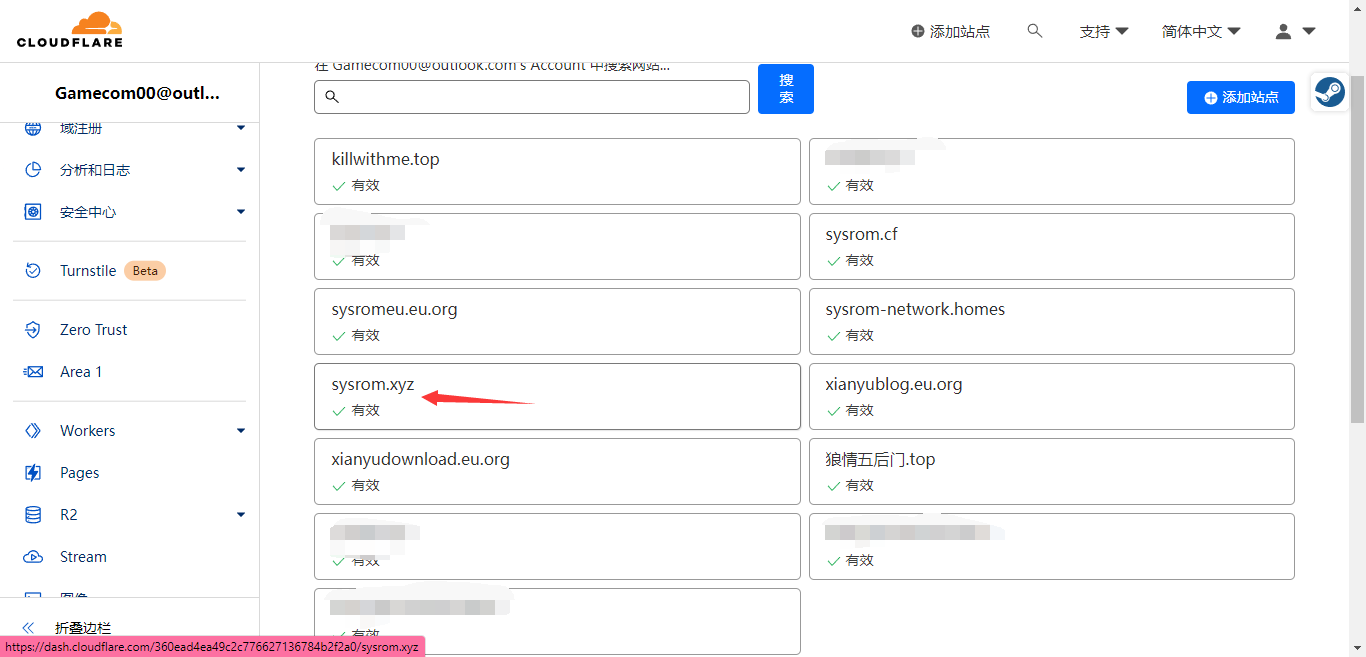 CLOUDFLARE
添加站点
支持
简体中文
Gamecom00@outl...
域注册
分析和日志
安全中心
Turnstile Beta
Zero Trust
Area 1
Workers
Pages
R2
Stream
图像
折叠边栏
在 Gamecom00@outlook.com's Account 中搜索网站...
搜
索
添加站点
killwithme.top
有效
有效
有效
sysrom.cf
有效
sysromeu.eu.org
有效
sysrom-network.homes
有效
sysrom.xyz
有效
xianyublog.eu.org
有效
xianyudownload.eu.org
有效
狼情五后门.top
有效
有效
有效
有效
https://dash.cloudflare.com/360ead4ea49c2c776627136784b2f2a0/sysrom.xyz